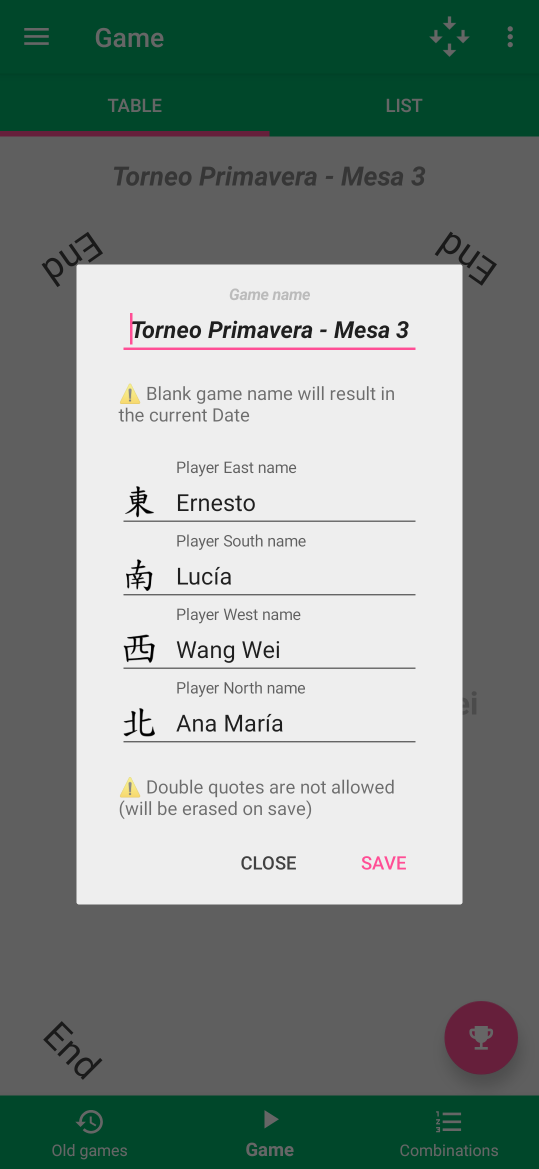 Game
TABLE
LIST
Torneo Primavera - Mesa 3
End
End
Game name
Torneo Primavera - Mesa 3
⚠️ Blank game name will result in
the current Date
Player East name
東 Ernesto
Player South name
南 Lucía
Player West name
西 Wang Wei
Player North name
北 Ana María
⚠️ Double quotes are not allowed
(will be erased on save)
CLOSE
SAVE
End
1
2
3
Old games
Game
Combinations